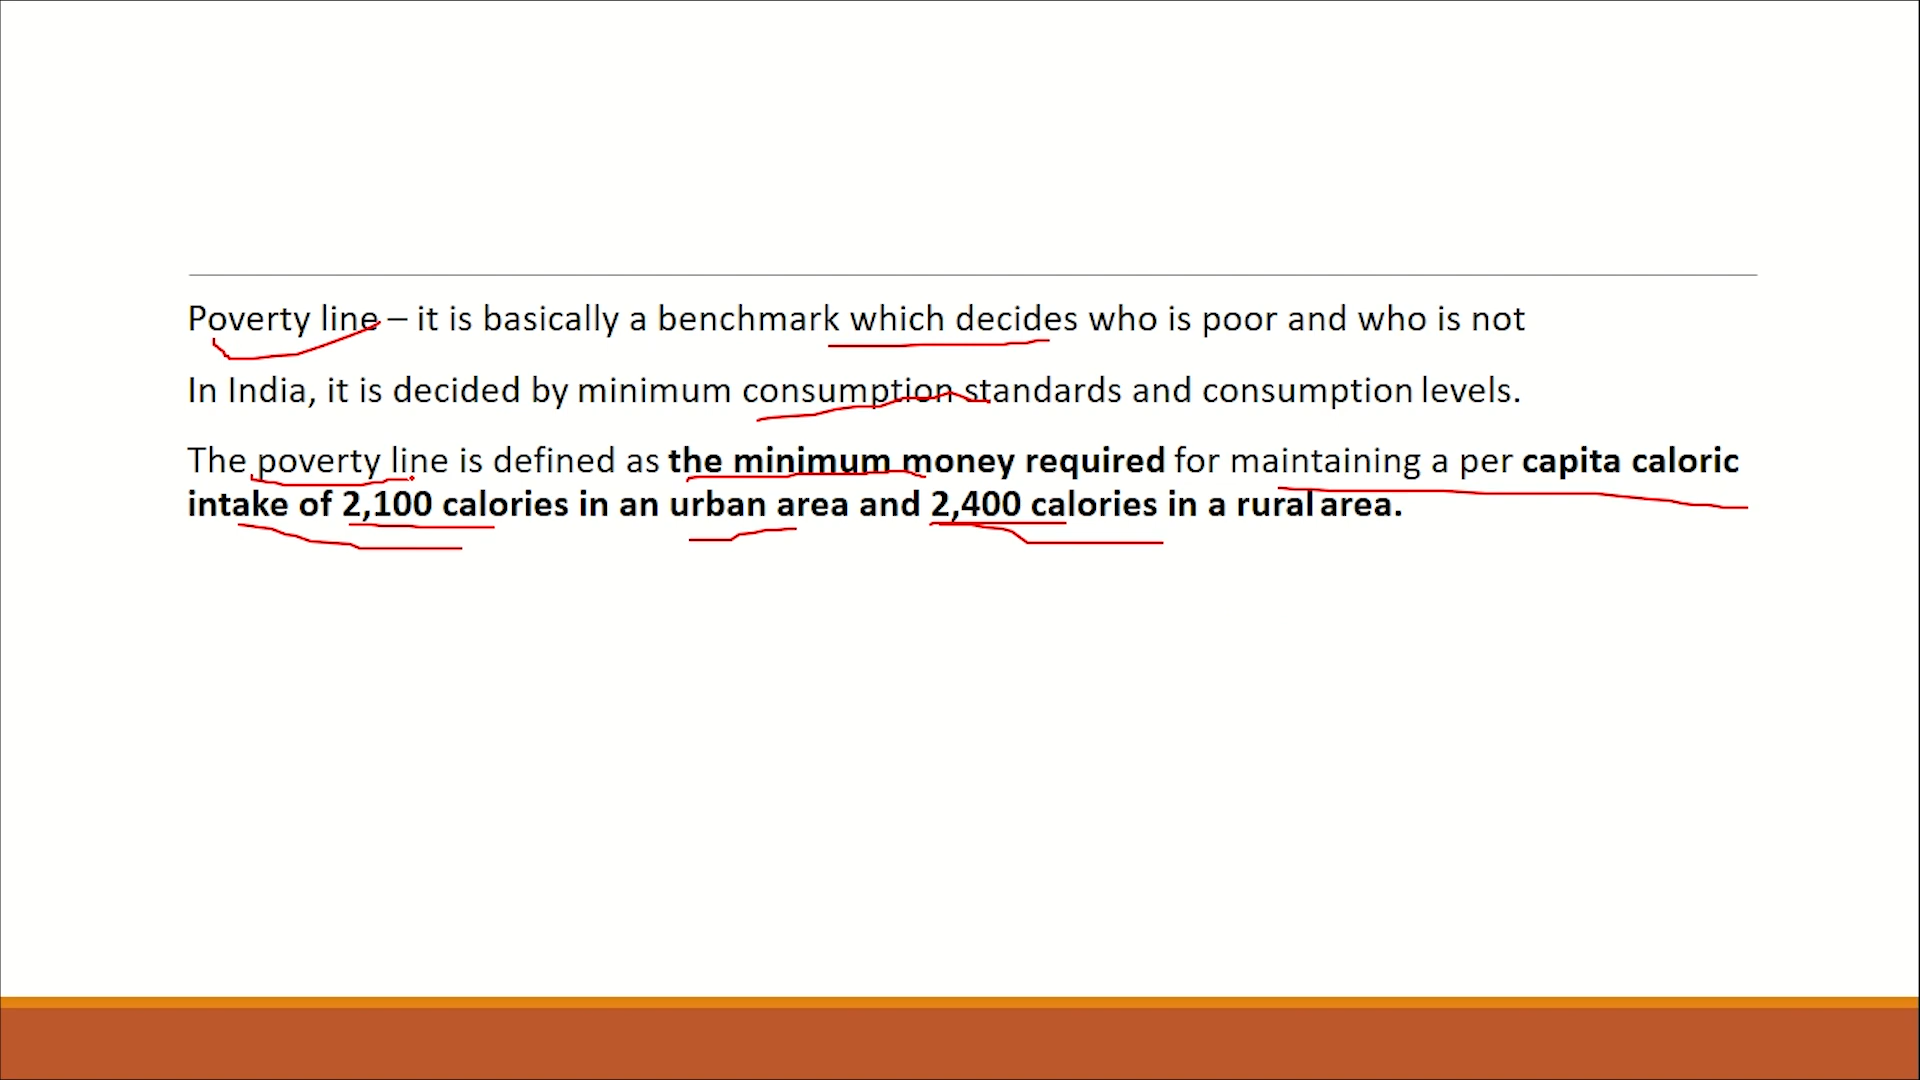 Poverty line – it is basically a benchmark which decides who is poor and who is not
In India, it is decided by minimum consumption standards and consumption levels.
The poverty line is defined as the minimum money required for maintaining a per capita caloric
intake of 2,100 calories in an urban area and 2,400 calories in a rural area.